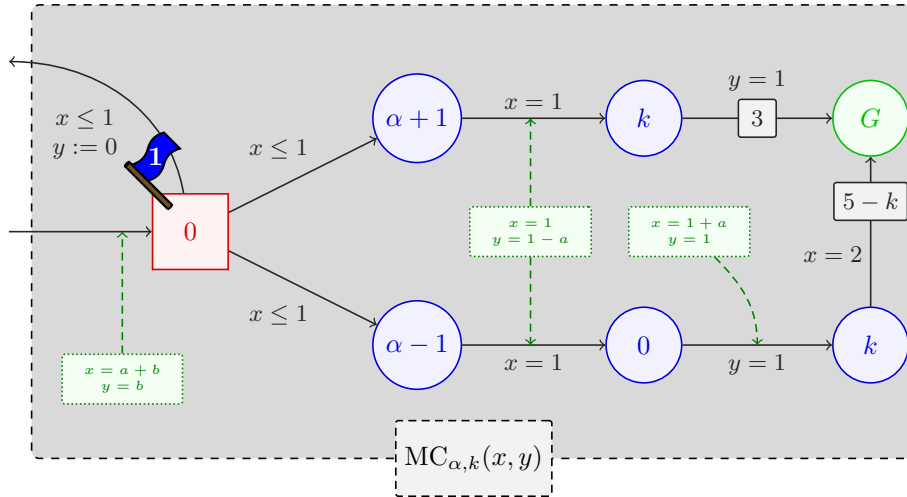 y = 1
α + 1
x = 1
k
3
G
x ≤ 1
y := 0
1
x ≤ 1
5 − k
0
x = 1
y = 1 − a
x = 1 + a
y = 1
x = 2
x ≤ 1
α − 1
x = 1
0
y = 1
k
x = a + b
y = b
MC_{α,k}(x, y)